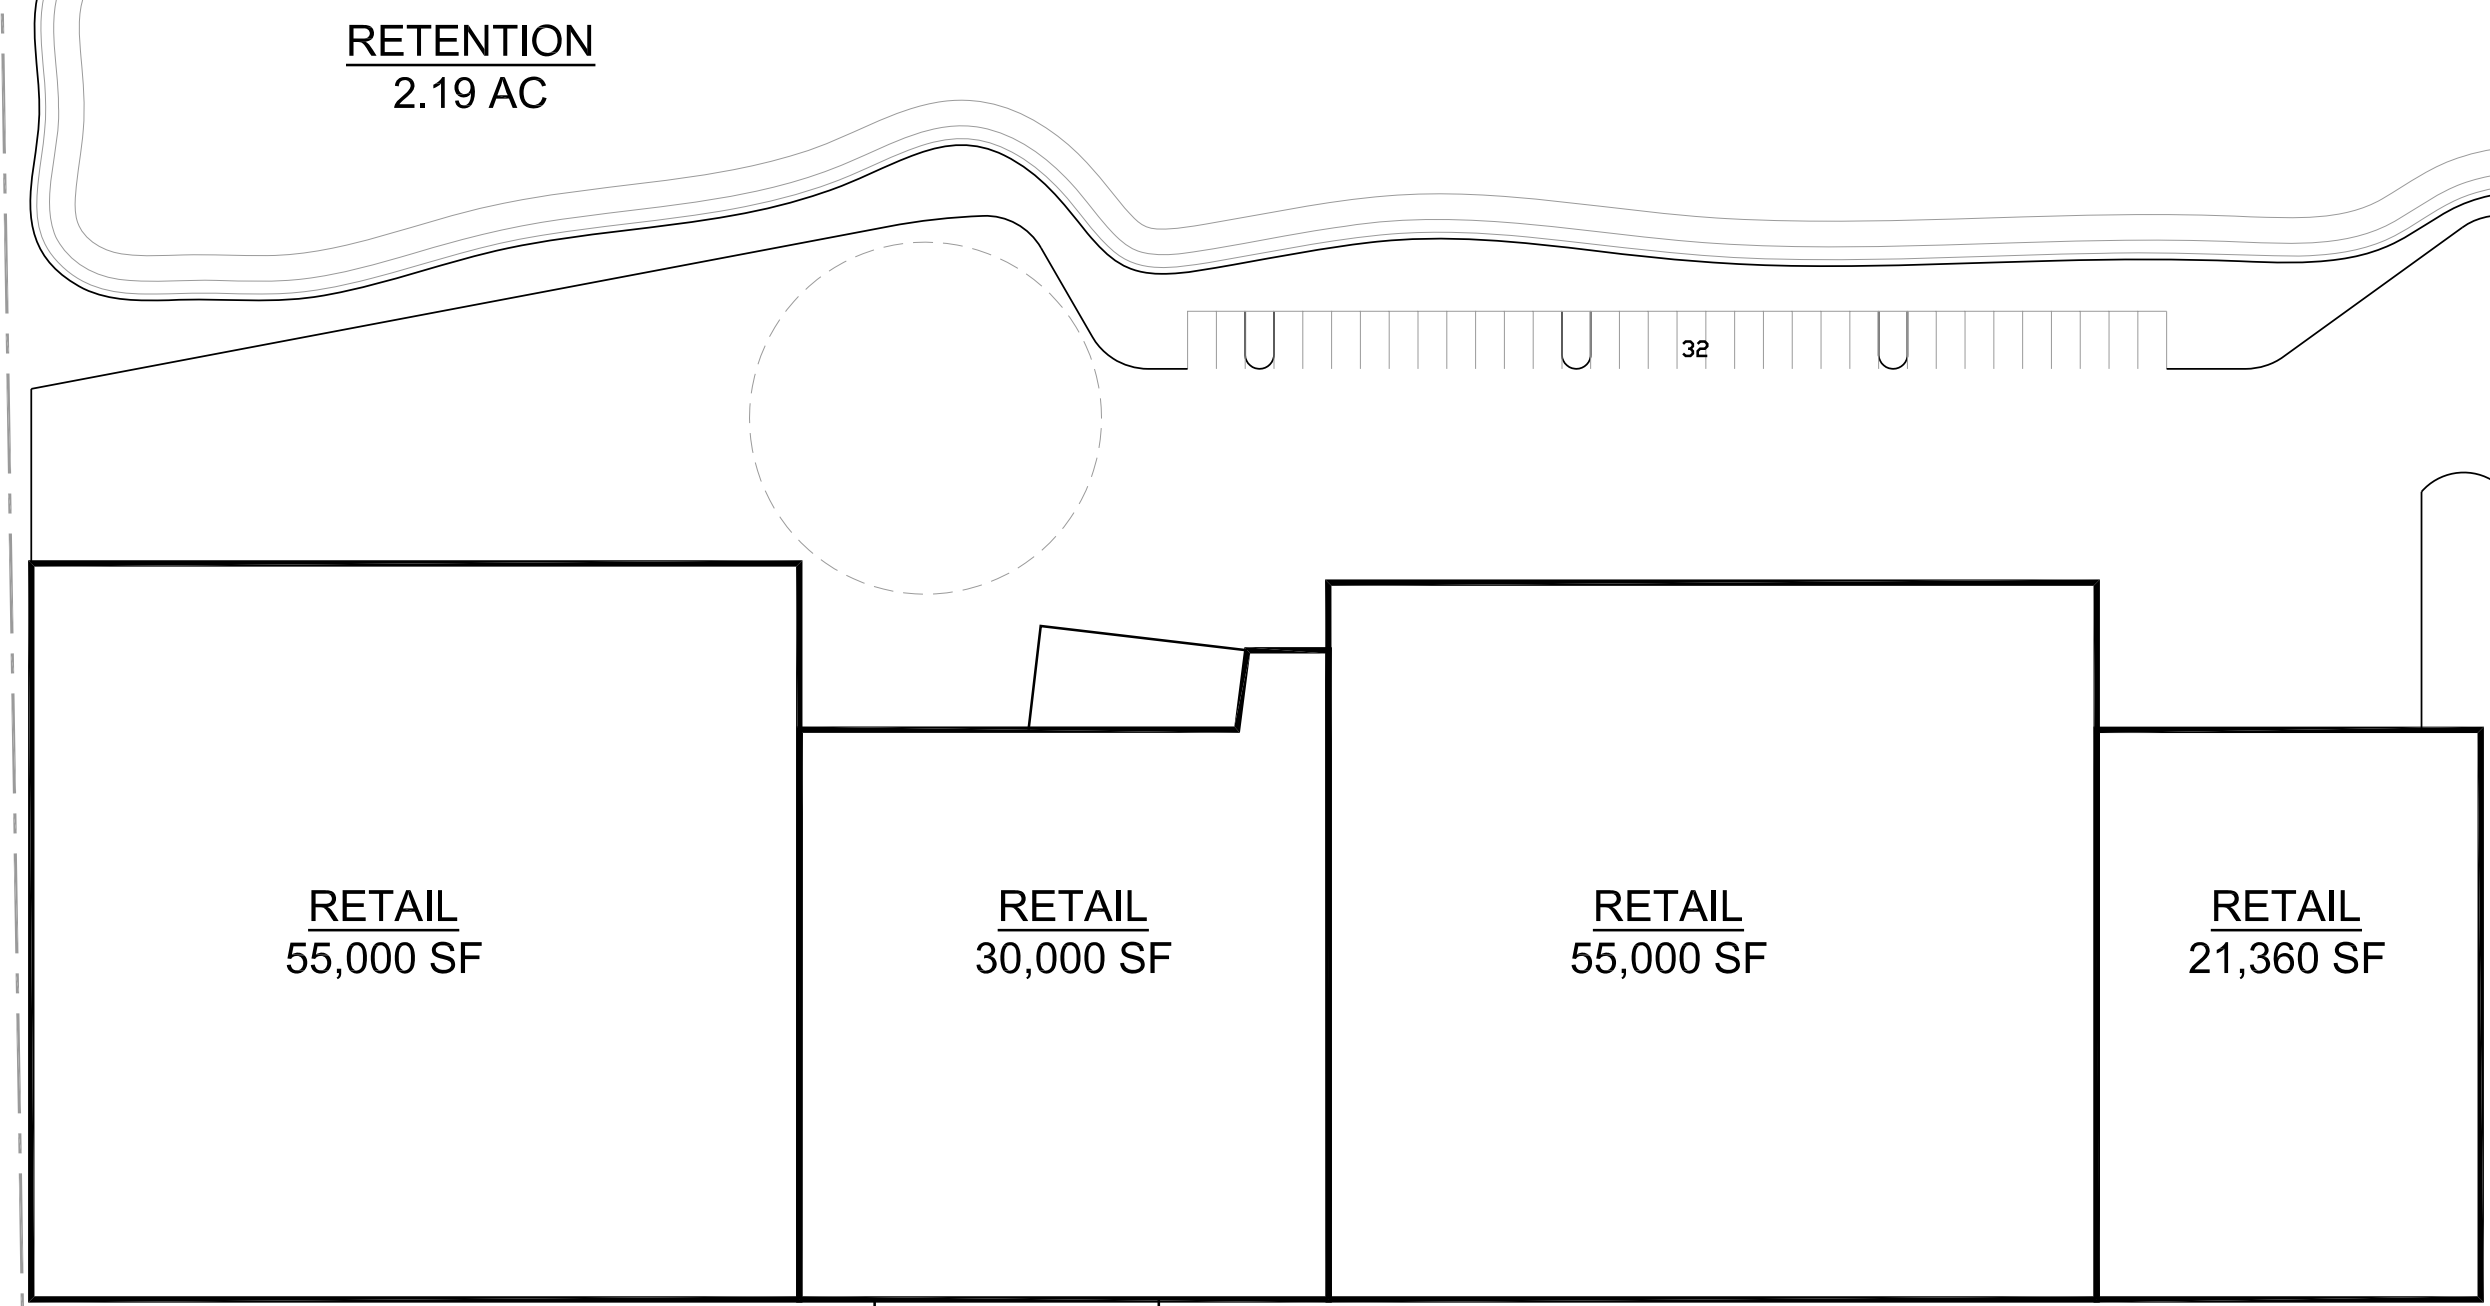 RETENTION
2.19 AC
32
RETAIL
55,000 SF
RETAIL
30,000 SF
RETAIL
55,000 SF
RETAIL
21,360 SF